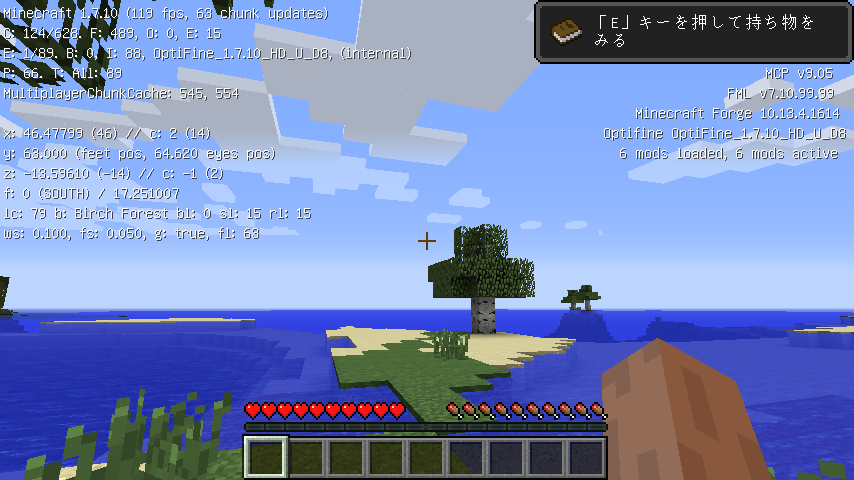 Minecraft 1.7.10 (119 fps, 63 chunk updates)
C: 124/628. F: 489, O: 0, E: 15
E: 1/89. B: 0, I: 88, OptiFine_1.7.10_HD_U_D8, (internal)
P: 66. T: All: 89
MultiplayerChunkCache: 545, 554
x: 46.47799 (46) // c: 2 (14)
y: 63.000 (feet pos, 64.620 eyes pos)
z: -13.59610 (-14) // c: -1 (2)
f: 0 (SOUTH) / 17.251007
lc: 79 b: Birch Forest bl: 0 sl: 15 rl: 15
ws: 0.100, fs: 0.050, g: true, fl: 63
「E」キーを押して持ち物を
みる
MCP v9.05
FML v7.10.99.99
Minecraft Forge 10.13.4.1614
Optifine OptiFine_1.7.10_HD_U_D8
6 mods loaded, 6 mods active